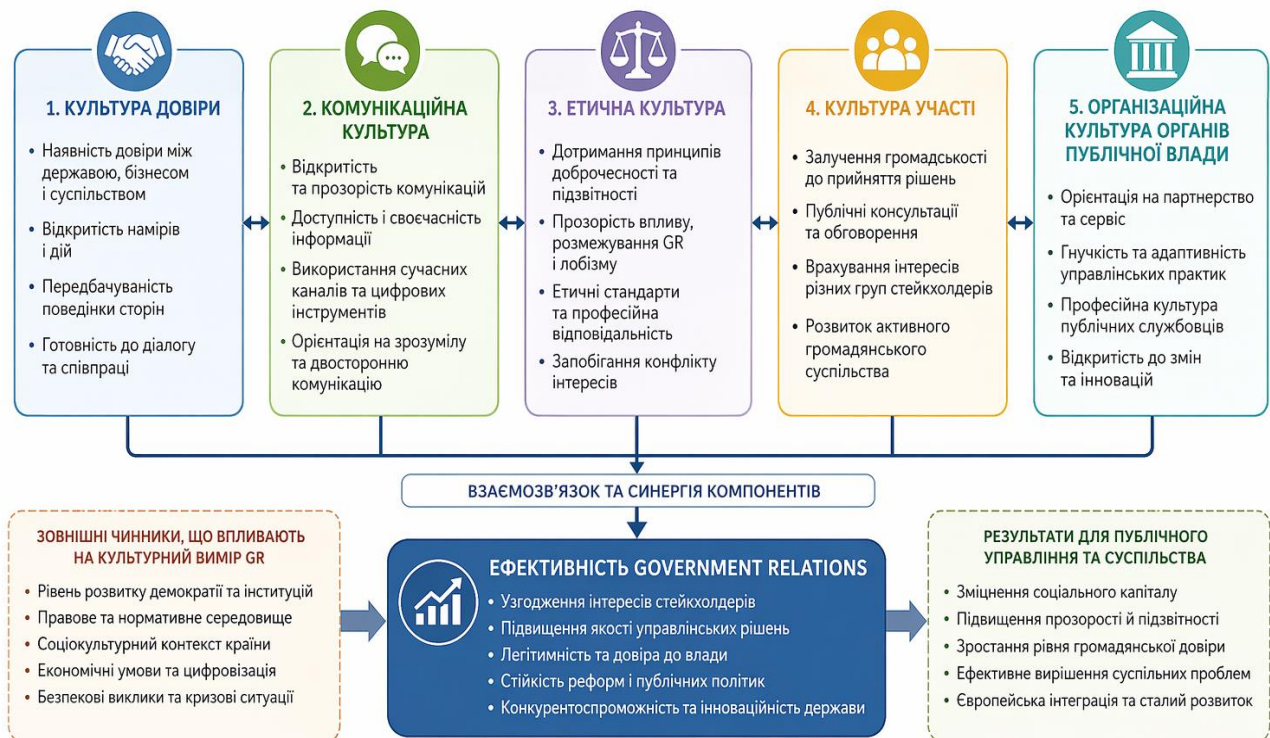 1. КУЛЬТУРА ДОВІРИ
• Наявність довіри між
державою, бізнесом
і суспільством
• Відкритість намірів
і дій
• Передбачуваність
поведінки сторін
• Готовність до діалогу
та співпраці
2. КОМУНІКАЦІЙНА
КУЛЬТУРА
• Відкритість
та прозорість комунікацій
• Доступність і своєчасність
інформації
• Використання сучасних
каналів та цифрових
інструментів
• Орієнтація на зрозумілу
та двосторонню
комунікацію
3. ЕТИЧНА КУЛЬТУРА
• Дотримання принципів
доброчесності та
підзвітності
• Прозорість впливу,
розмежування GR
і лобізму
• Етичні стандарти
та професійна
відповідальність
• Запобігання конфлікту
інтересів
4. КУЛЬТУРА УЧАСТІ
• Залучення громадськості
до прийняття рішень
• Публічні консультації
та обговорення
• Врахування інтересів
різних груп стейкхолдерів
• Розвиток активного
громадянського
суспільства
5. ОРГАНІЗАЦІЙНА
КУЛЬТУРА ОРГАНІВ
ПУБЛІЧНОЇ ВЛАДИ
• Орієнтація на партнерство
та сервіс
• Гнучкість та адаптивність
управлінських практик
• Професійна культура
публічних службовців
• Відкритість до змін
та інновацій
ВЗАЄМОЗВ'ЯЗОК ТА СИНЕРГІЯ КОМПОНЕНТІВ
ЗОВНІШНІ ЧИННИКИ, ЩО ВПЛИВАЮТЬ
НА КУЛЬТУРНИЙ ВИМІР GR
• Рівень розвитку демократії та інституцій
• Правове та нормативне середовище
• Соціокультурний контекст країни
• Економічні умови та цифровізація
• Безпекові виклики та кризові ситуації
ЕФЕКТИВНІСТЬ GOVERNMENT RELATIONS
• Узгодження інтересів стейкхолдерів
• Підвищення якості управлінських рішень
• Легітимність та довіра до влади
• Стійкість реформ і публічних політик
• Конкурентоспроможність та інноваційність держави
РЕЗУЛЬТАТИ ДЛЯ ПУБЛІЧНОГО
УПРАВЛІННЯ ТА СУСПІЛЬСТВА
• Зміцнення соціального капіталу
• Підвищення прозорості й підзвітності
• Зростання рівня громадянської довіри
• Ефективне вирішення суспільних проблем
• Європейська інтеграція та сталий розвиток